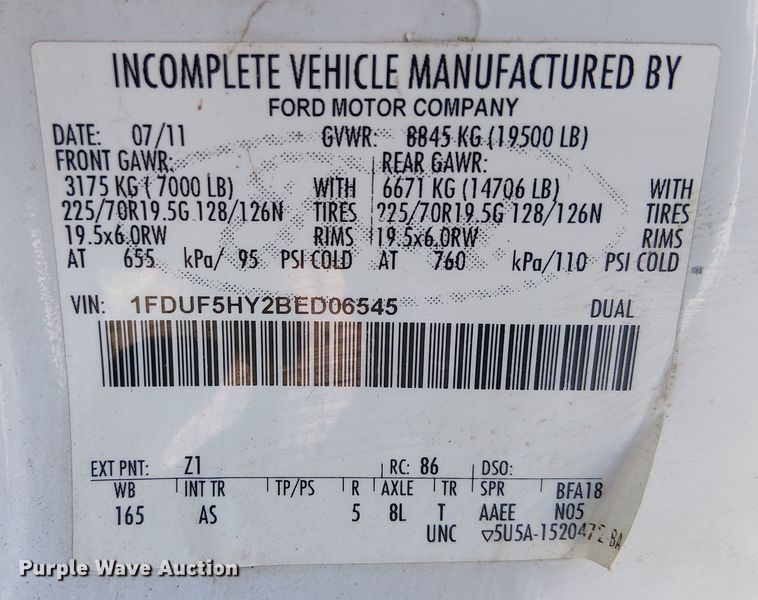 INCOMPLETE VEHICLE MANUFACTURED BY
FORD MOTOR COMPANY
DATE: 07/11 GVWR: 8845 KG (19500 LB)
FRONT GAWR: REAR GAWR:
3175 KG ( 7000 LB) WITH 6671 KG (14706 LB) WITH
225/70R19.5G 128/126N TIRES 225/70R19.5G 128/126N TIRES
19.5x6.0RW RIMS 19.5x6.0RW RIMS
AT 655 kPa/ 95 PSI COLD AT 760 kPa/110 PSI COLD
VIN: 1FDUF5HY2BED06545 DUAL
EXT PNT: Z1 RC: 86 DSO:
WB INT TR TP/PS R AXLE TR SPR BFA18
165 AS 5 8L T AAEE N05
UNC ▽5U5A-1520472-BA
Purple Wave Auction